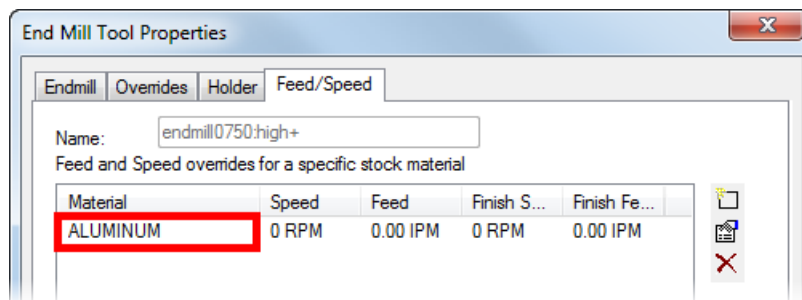 End Mill Tool Properties
Endmill Overrides Holder Feed/Speed
Name: endmill0750:high+
Feed and Speed overrides for a specific stock material
Material Speed Feed Finish S... Finish Fe...
ALUMINUM 0 RPM 0.00 IPM 0 RPM 0.00 IPM